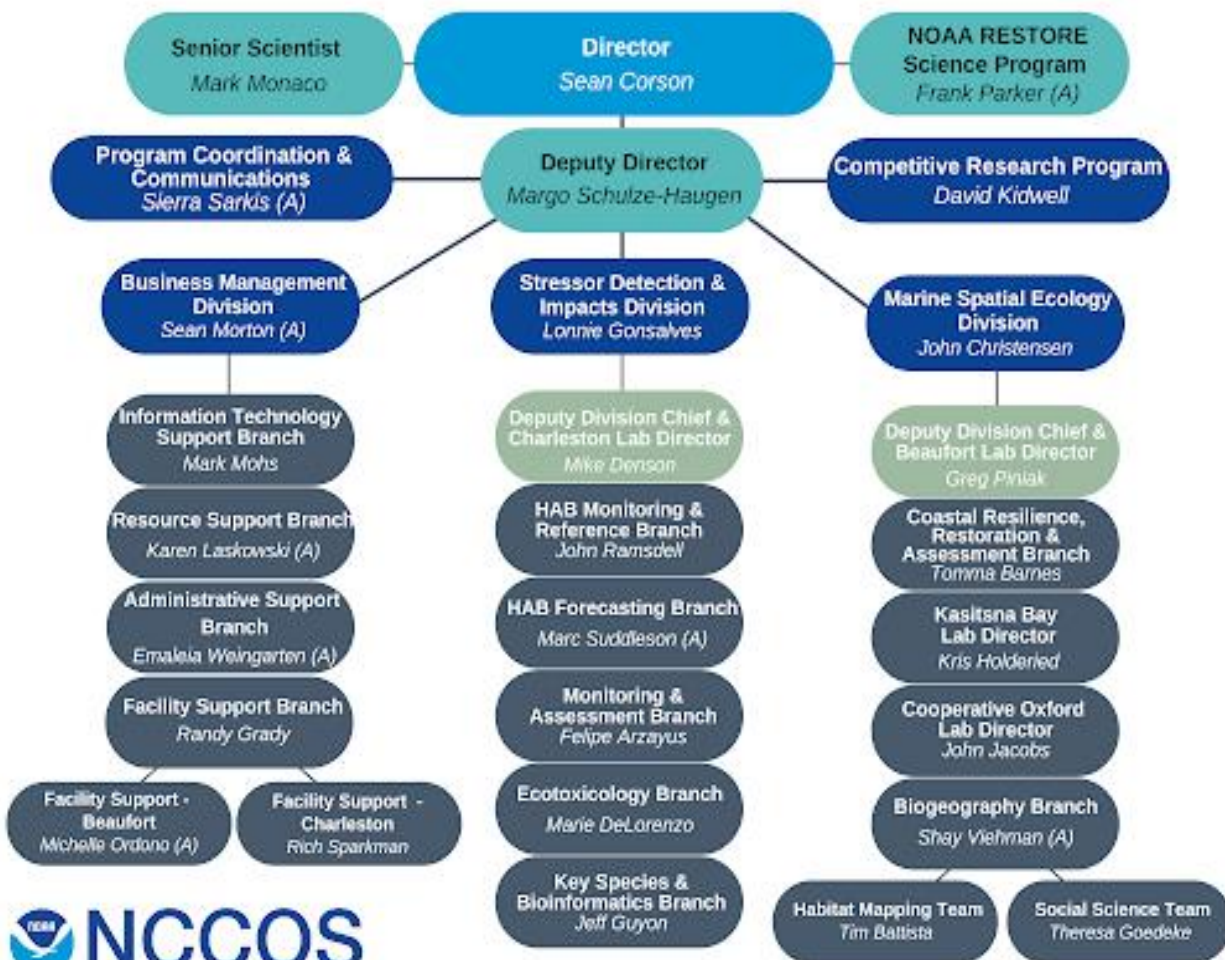 Senior Scientist
Mark Monaco
Director
Sean Corson
NOAA RESTORE
Science Program
Frank Parker (A)
Program Coordination &
Communications
Sierra Sarkis (A)
Deputy Director
Margo Schulze-Haugen
Competitive Research Program
David Kidwell
Business Management
Division
Sean Morton (A)
Stressor Detection &
Impacts Division
Lonnie Gonsalves
Marine Spatial Ecology
Division
John Christensen
Information Technology
Support Branch
Mark Mohs
Resource Support Branch
Karen Laskowski (A)
Administrative Support
Branch
Emaleia Weingarten (A)
Facility Support Branch
Randy Grady
Facility Support -
Beaufort
Michelle Ordono (A)
Facility Support -
Charleston
Rich Sparkman
Deputy Division Chief &
Charleston Lab Director
Mike Denson
HAB Monitoring &
Reference Branch
John Ramsdell
HAB Forecasting Branch
Marc Suddleson (A)
Monitoring &
Assessment Branch
Felipe Arzayus
Ecotoxicology Branch
Marie DeLorenzo
Key Species &
Bioinformatics Branch
Jeff Guyon
Deputy Division Chief &
Beaufort Lab Director
Greg Piniak
Coastal Resilience,
Restoration &
Assessment Branch
Tomma Barnes
Kasitsna Bay
Lab Director
Kris Holderied
Cooperative Oxford
Lab Director
John Jacobs
Biogeography Branch
Shay Viehman (A)
Habitat Mapping Team
Tim Battista
Social Science Team
Theresa Goedeke
NOAA
NCCOS